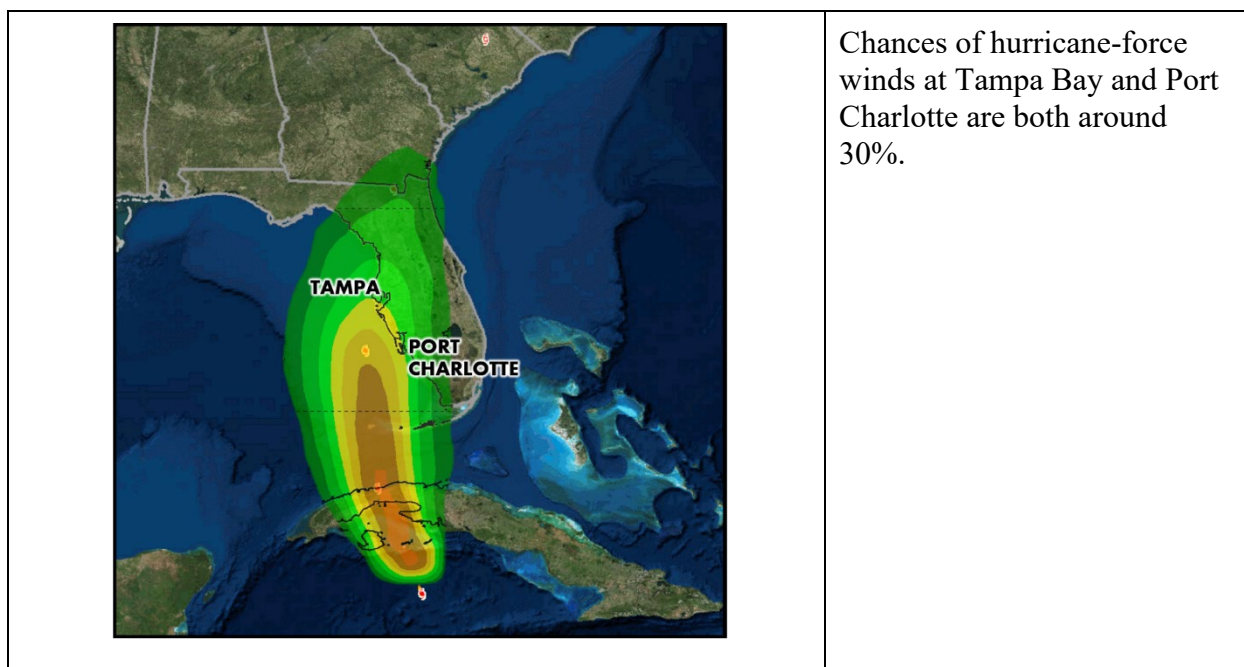 TAMPA
PORT
CHARLOTTE
Chances of hurricane-force
winds at Tampa Bay and Port
Charlotte are both around
30%.